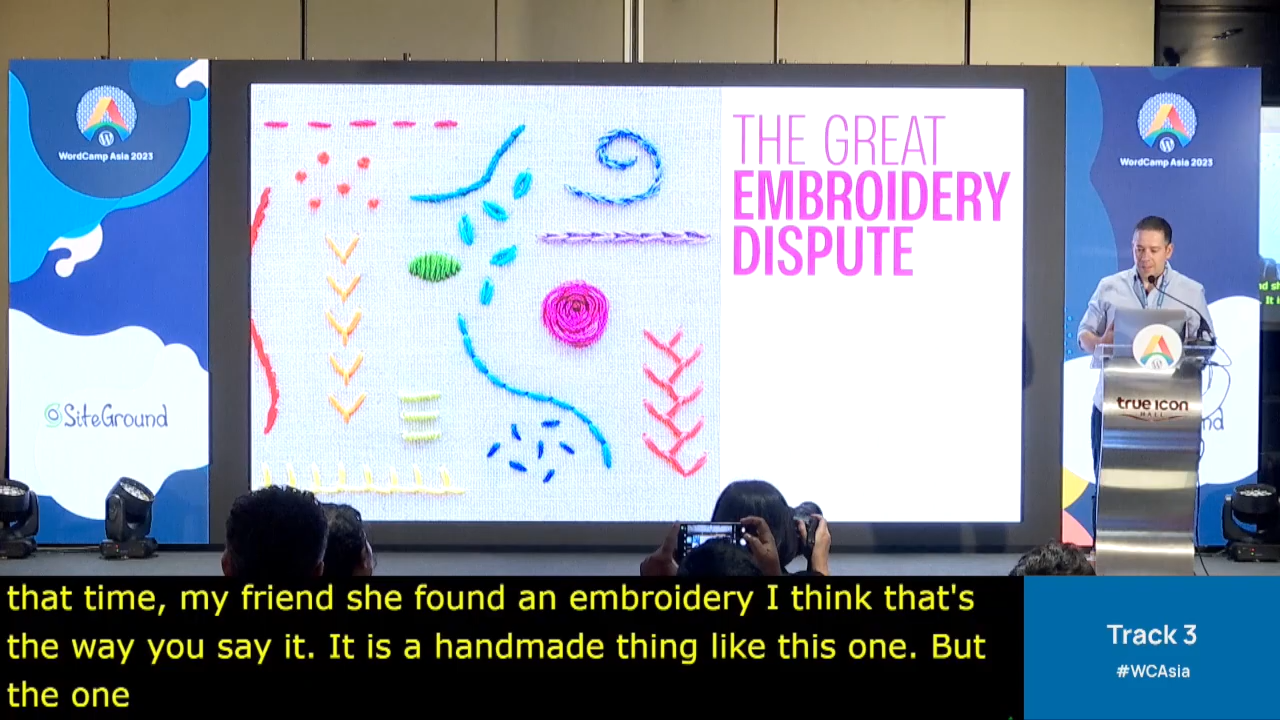 WordCamp Asia 2023
SiteGround
THE GREAT
EMBROIDERY
DISPUTE
WordCamp Asia 2023
true icon
HALL
that time, my friend she found an embroidery I think that's
the way you say it. It is a handmade thing like this one. But
the one
Track 3
#WCAsia